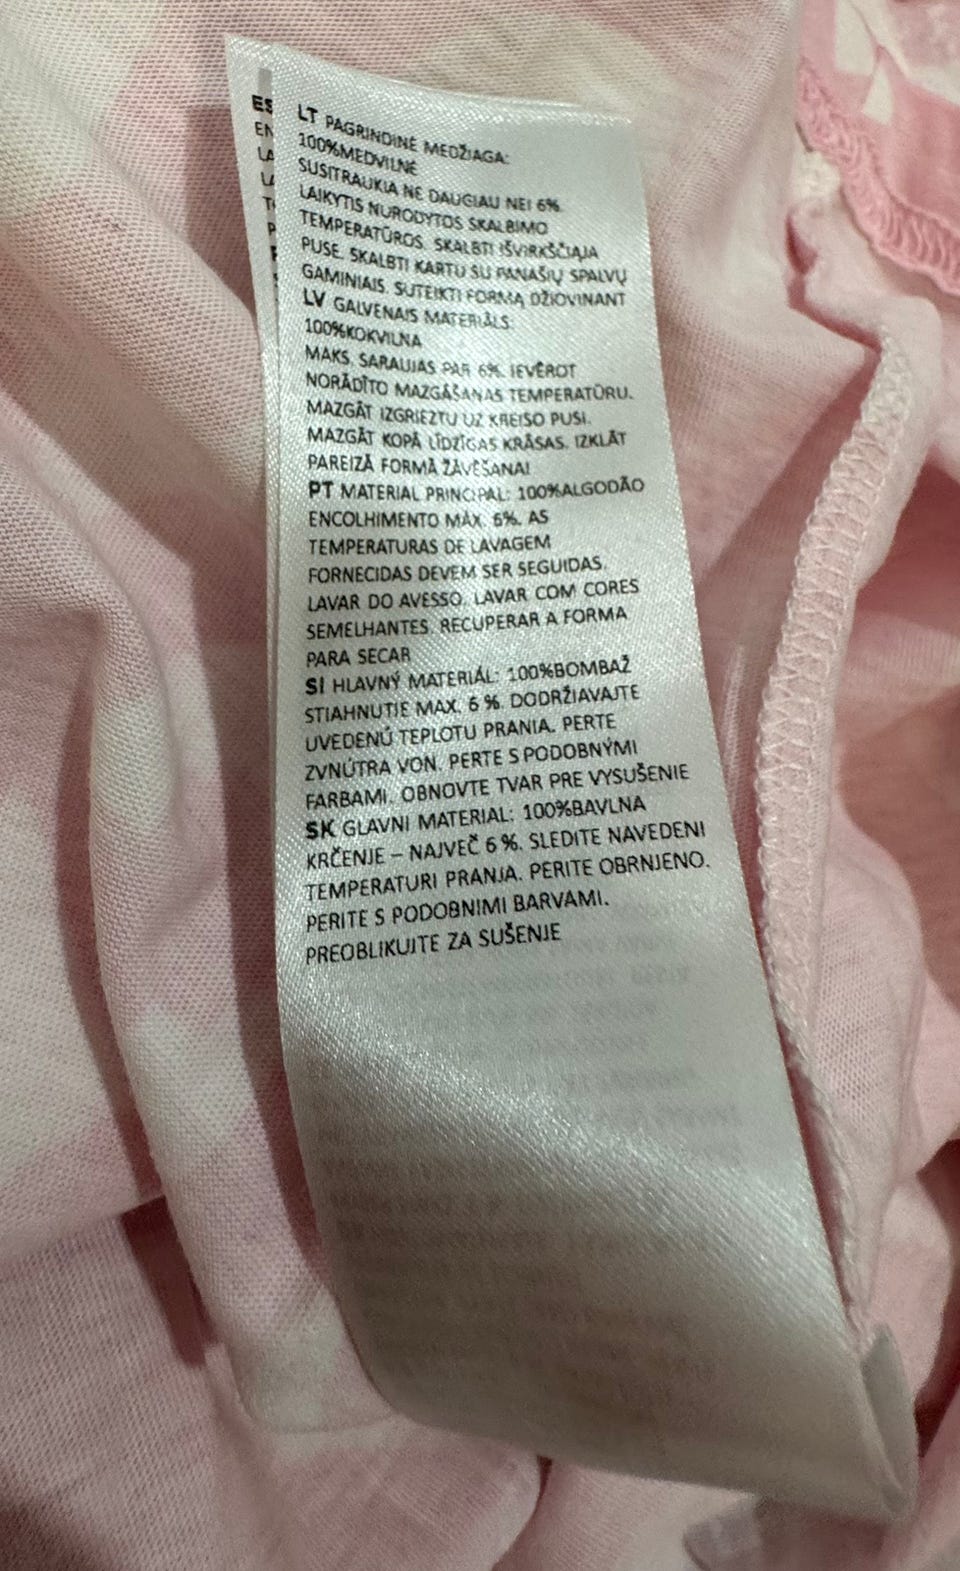 LT PAGRINDINĖ MEDŽIAGA:
100%MEDVILNĖ
SUSITRAUKIA NE DAUGIAU NEI 6%.
LAIKYTIS NURODYTOS SKALBIMO
TEMPERATŪROS. SKALBTI IŠVIRKŠČIĄJA
PUSE. SKALBTI KARTU SU PANAŠIŲ SPALVŲ
GAMINIAIS. SUTEIKTI FORMĄ DŽIOVINANT
LV GALVENAIS MATERIĀLS:
100%KOKVILNA
MAKS. SARAUJAS PAR 6%. IEVĒROT
NORĀDĪTO MAZGĀŠANAS TEMPERATŪRU.
MAZGĀT IZGRIEZTU UZ KREISO PUSI.
MAZGĀT KOPĀ LĪDZĪGAS KRĀSAS. IZKLĀT
PAREIZĀ FORMĀ ŽĀVĒŠANAI
PT MATERIAL PRINCIPAL: 100%ALGODÃO
ENCOLHIMENTO MÁX. 6%. AS
TEMPERATURAS DE LAVAGEM
FORNECIDAS DEVEM SER SEGUIDAS.
LAVAR DO AVESSO. LAVAR COM CORES
SEMELHANTES. RECUPERAR A FORMA
PARA SECAR
SI HLAVNÝ MATERIÁL: 100%BOMBAŽ
STIAHNUTIE MAX. 6 %. DODRŽIAVAJTE
UVEDENÚ TEPLOTU PRANIA. PERTE
ZVNÚTRA VON. PERTE S PODOBNÝMI
FARBAMI. OBNOVTE TVAR PRE VYSUŠENIE
SK GLAVNI MATERIAL: 100%BAVLNA
KRČENJE – NAJVEČ 6 %. SLEDITE NAVEDENI
TEMPERATURI PRANJA. PERITE OBRNJENO.
PERITE S PODOBNIMI BARVAMI.
PREOBLIKUJTE ZA SUŠENJE
ES
EN